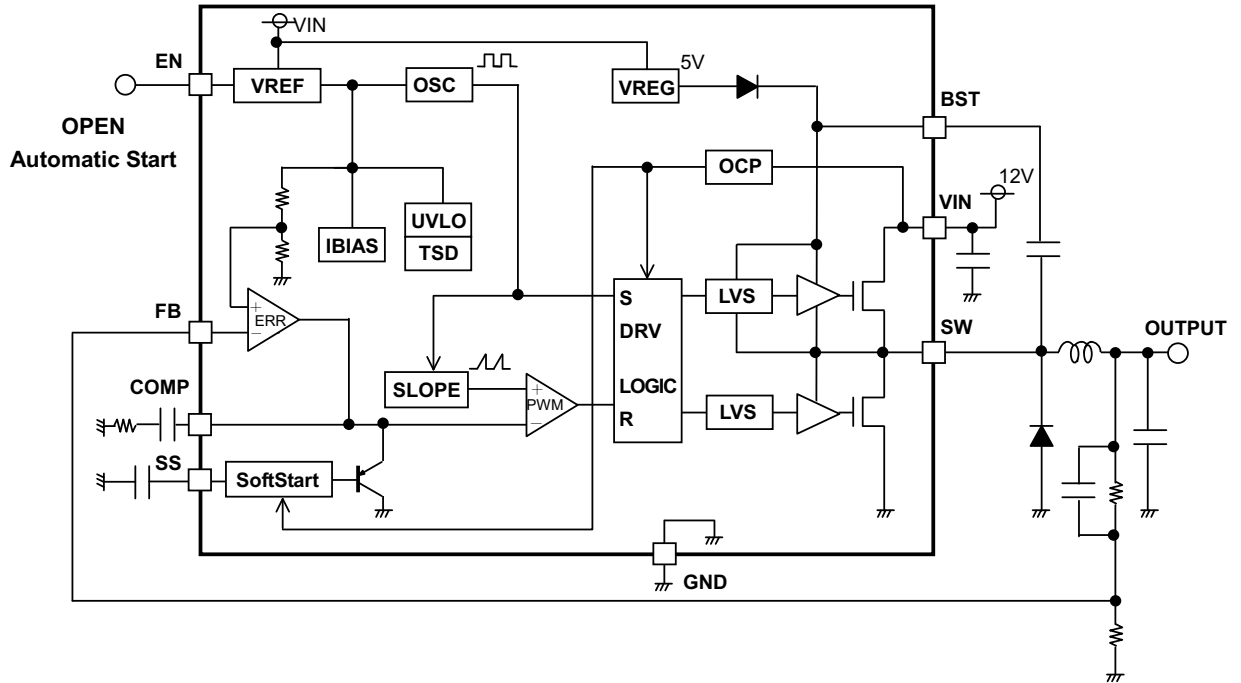 VIN
EN
VREF
OSC
VREG
5V
BST
OPEN
Automatic Start
OCP
12V
VIN
UVLO
TSD
IBIAS
LVS
S
DRV
LOGIC
R
FB
+
ERR
−
SW
OUTPUT
COMP
SLOPE
+
PWM
−
LVS
SS
SoftStart
GND